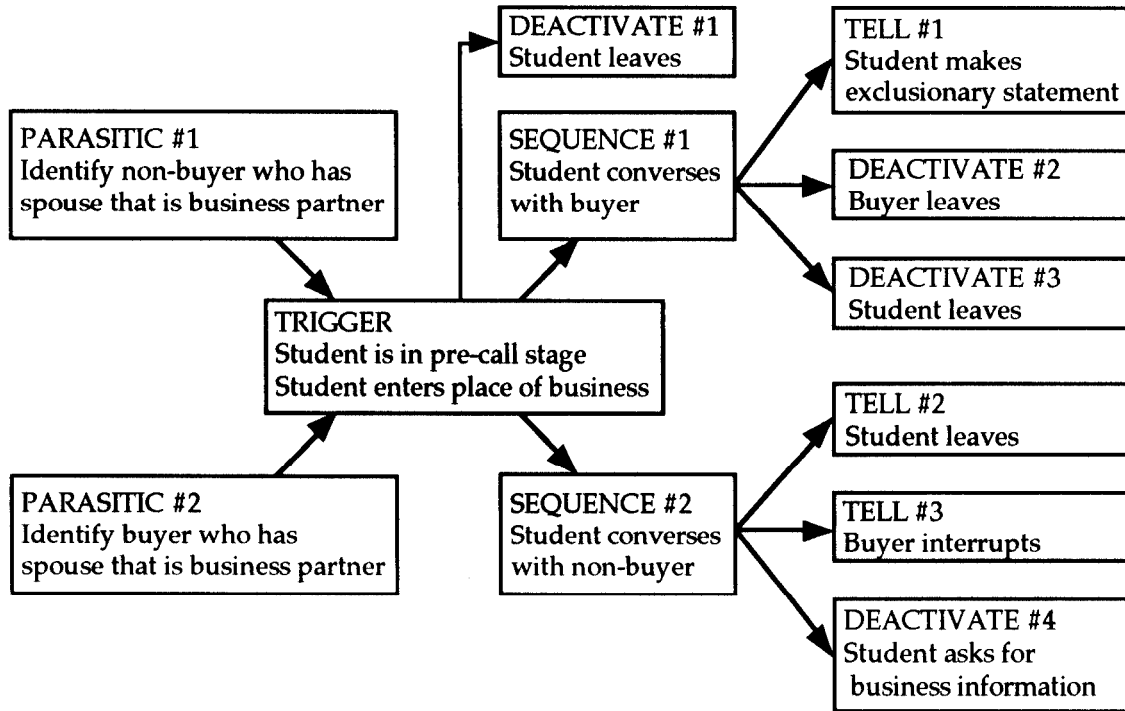 DEACTIVATE #1
Student leaves
TELL #1
Student makes
exclusionary statement
PARASITIC #1
Identify non-buyer who has
spouse that is business partner
SEQUENCE #1
Student converses
with buyer
DEACTIVATE #2
Buyer leaves
DEACTIVATE #3
Student leaves
TRIGGER
Student is in pre-call stage
Student enters place of business
PARASITIC #2
Identify buyer who has
spouse that is business partner
SEQUENCE #2
Student converses
with non-buyer
TELL #2
Student leaves
TELL #3
Buyer interrupts
DEACTIVATE #4
Student asks for
business information